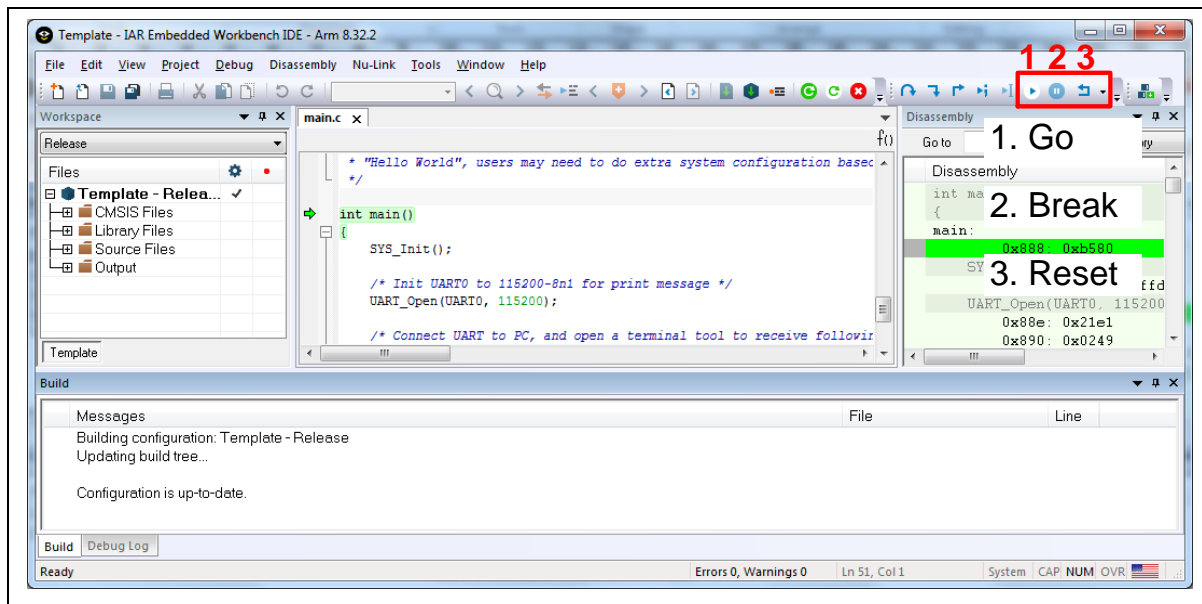 Template - IAR Embedded Workbench IDE - Arm 8.32.2
File Edit View Project Debug Disassembly Nu-Link Tools Window Help
1 2 3
Workspace
main.c
Disassembly
Release
f()
Go to
1. Go
Files
Template - Relea...
CMSIS Files
Library Files
Source Files
Output
Template
* "Hello World", users may need to do extra system configuration based
*/
int main()
{
SYS_Init();
/* Init UART0 to 115200-8n1 for print message */
UART_Open(UART0, 115200);
/* Connect UART to PC, and open a terminal tool to receive followin
Disassembly
int ma
{
2. Break
main:
0x888: 0xb580
SY
3. Reset
ffd
UART_Open(UART0, 115200
0x88e: 0x21e1
0x890: 0x0249
Build
Messages File Line
Building configuration: Template - Release
Updating build tree...
Configuration is up-to-date.
Build Debug Log
Ready Errors 0, Warnings 0 Ln 51, Col 1 System CAP NUM OVR